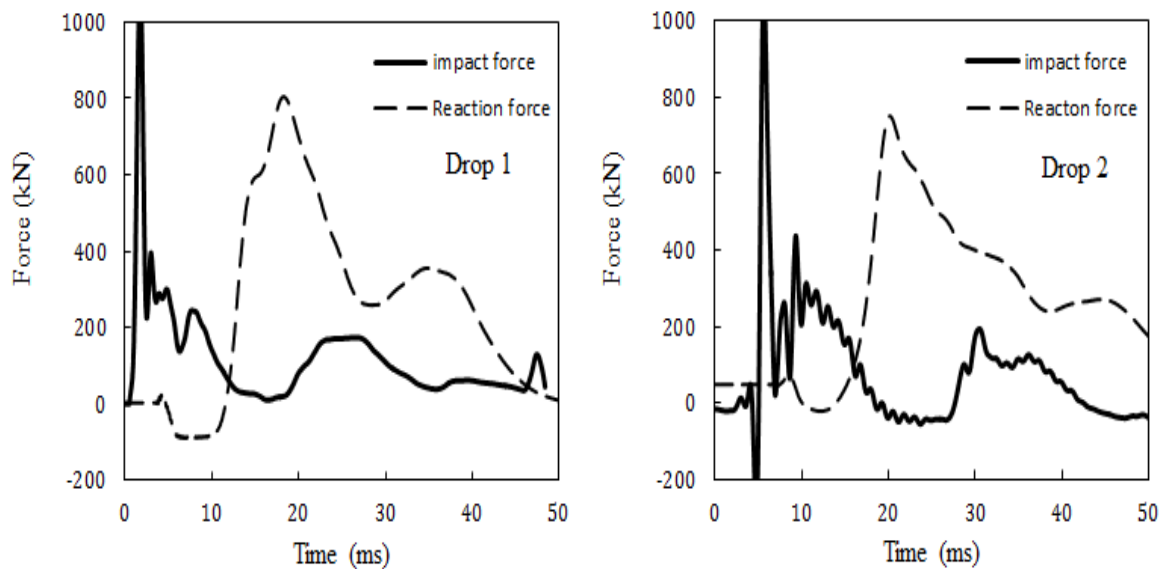 1000
800
600
400
200
0
-200
Force (kN)
0 10 20 30 40 50
Time (ms)
impact force
Reaction force
Drop 1
1000
800
600
400
200
0
-200
Force (kN)
0 10 20 30 40 50
Time (ms)
impact force
Reacton force
Drop 2